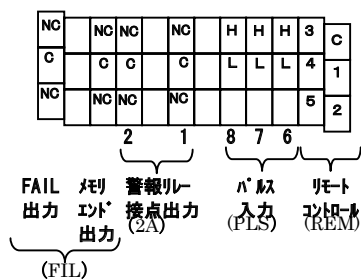 NC NC NC NC H H H 3 C
C C C C L L L 4 1
NC NC NC NC 5 2
2 1 8 7 6
FAIL メモリ 警報リレー パルス リモート
出力 エンド 接点出力 入力 コントロール
出力 (2A) (PLS) (REM)
(FIL)